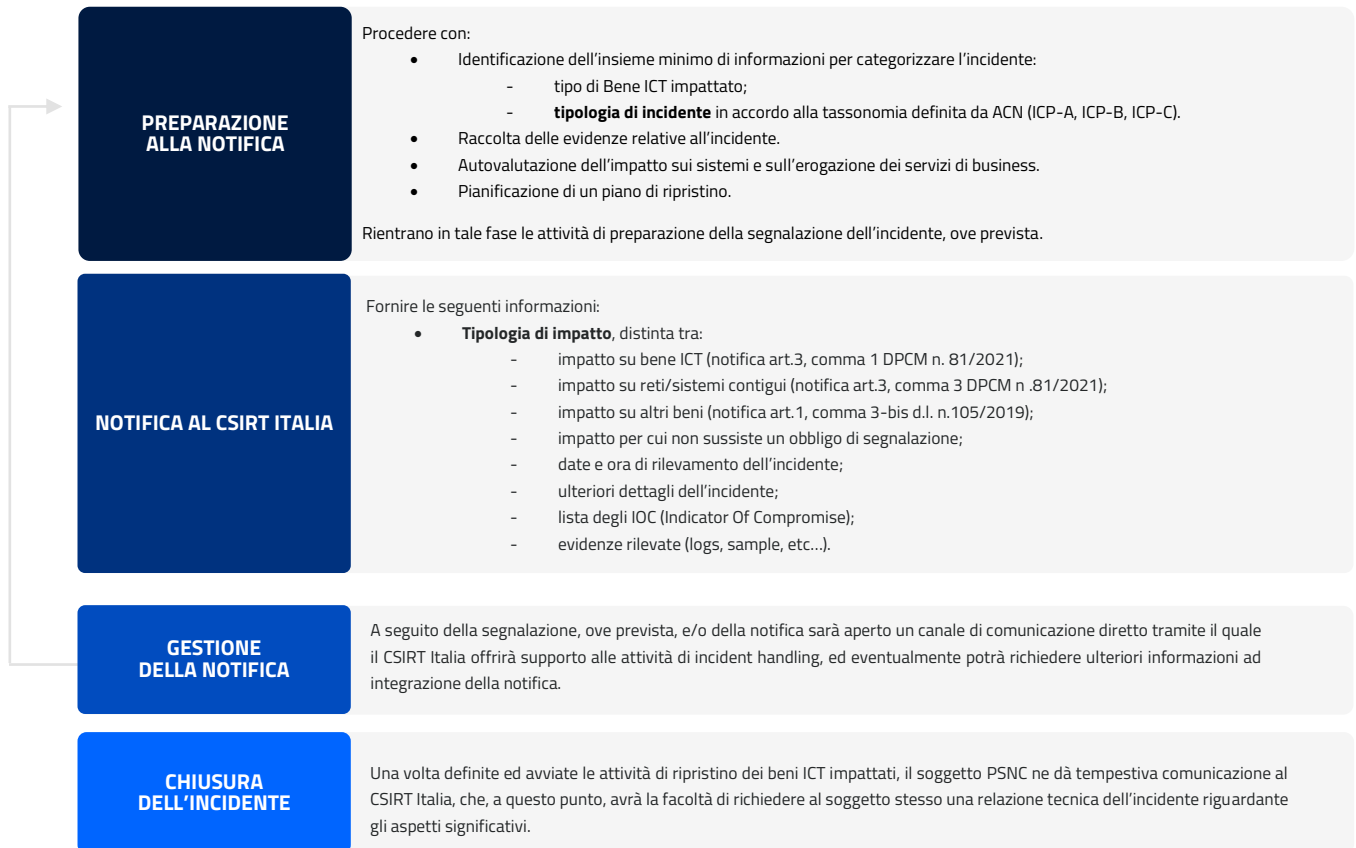 PREPARAZIONE
ALLA NOTIFICA
Procedere con:
• Identificazione dell’insieme minimo di informazioni per categorizzare l’incidente:
- tipo di Bene ICT impattato;
- tipologia di incidente in accordo alla tassonomia definita da ACN (ICP-A, ICP-B, ICP-C).
• Raccolta delle evidenze relative all’incidente.
• Autovalutazione dell’impatto sui sistemi e sull’erogazione dei servizi di business.
• Pianificazione di un piano di ripristino.
Rientrano in tale fase le attività di preparazione della segnalazione dell’incidente, ove prevista.
NOTIFICA AL CSIRT ITALIA
Fornire le seguenti informazioni:
• Tipologia di impatto, distinta tra:
- impatto su bene ICT (notifica art.3, comma 1 DPCM n. 81/2021);
- impatto su reti/sistemi contigui (notifica art.3, comma 3 DPCM n .81/2021);
- impatto su altri beni (notifica art.1, comma 3-bis d.l. n.105/2019);
- impatto per cui non sussiste un obbligo di segnalazione;
- date e ora di rilevamento dell’incidente;
- ulteriori dettagli dell’incidente;
- lista degli IOC (Indicator Of Compromise);
- evidenze rilevate (logs, sample, etc…).
GESTIONE
DELLA NOTIFICA
A seguito della segnalazione, ove prevista, e/o della notifica sarà aperto un canale di comunicazione diretto tramite il quale
il CSIRT Italia offrirà supporto alle attività di incident handling, ed eventualmente potrà richiedere ulteriori informazioni ad
integrazione della notifica.
CHIUSURA
DELL’INCIDENTE
Una volta definite ed avviate le attività di ripristino dei beni ICT impattati, il soggetto PSNC ne dà tempestiva comunicazione al
CSIRT Italia, che, a questo punto, avrà la facoltà di richiedere al soggetto stesso una relazione tecnica dell’incidente riguardante
gli aspetti significativi.